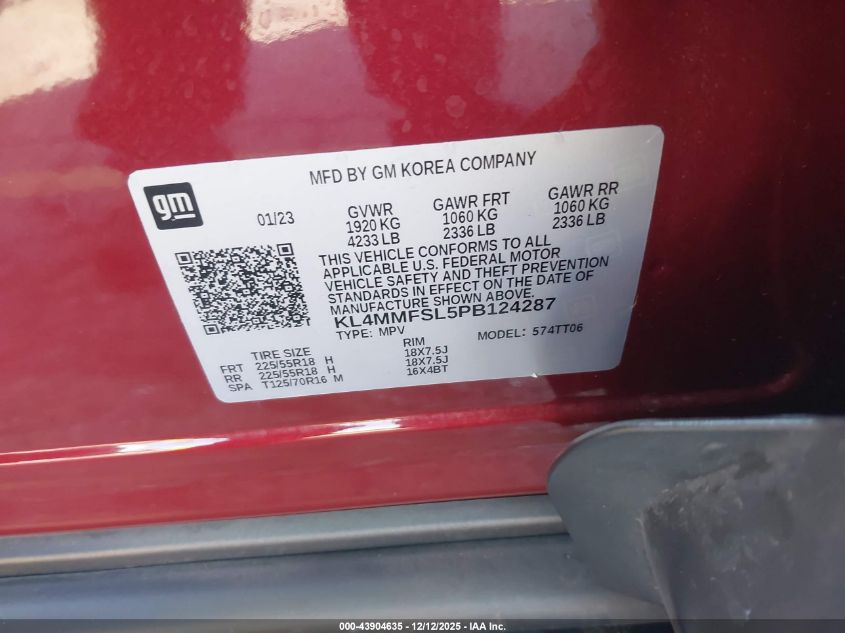 MFD BY GM KOREA COMPANY
gm
01/23
GVWR
1920 KG
4233 LB
GAWR FRT
1060 KG
2336 LB
GAWR RR
1060 KG
2336 LB
THIS VEHICLE CONFORMS TO ALL
APPLICABLE U.S. FEDERAL MOTOR
VEHICLE SAFETY AND THEFT PREVENTION
STANDARDS IN EFFECT ON THE DATE OF
MANUFACTURE SHOWN ABOVE.
KL4MMFSL5PB124287
TYPE: MPV
MODEL: 574TT06
TIRE SIZE
RIM
FRT 225/55R18 H 18X7.5J
RR 225/55R18 H 18X7.5J
SPA T125/70R16 M 16X4BT
000-43904635 - 12/12/2025 - IAA Inc.